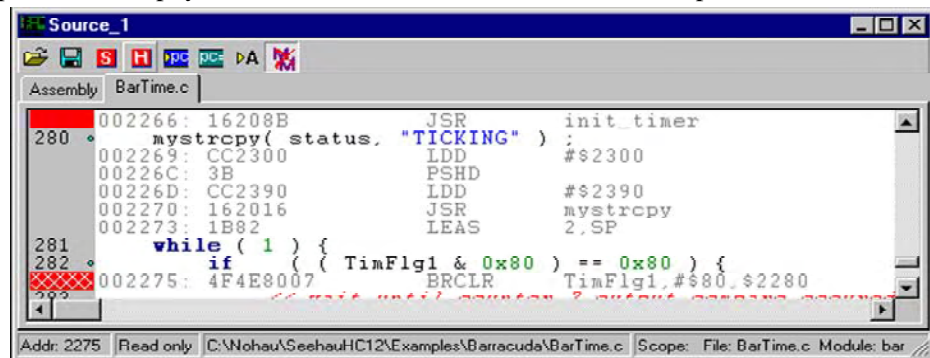 Source_1
S H PC PC= A M
Assembly BarTime.c
002266: 16208B JSR init_timer
280 mystrcpy( status, "TICKING" ) ;
002269: CC2300 LDD #$2300
00226C: 3B PSHD
00226D: CC2390 LDD #$2390
002270: 162016 JSR mystrcpy
002273: 1B82 LEAS 2,SP
281 while ( 1 ) {
282 if ( ( TimFlg1 & 0x80 ) == 0x80 ) {
002275: 4F4E8007 BRCLR TimFlg1,#$80,$2280
Addr: 2275 Read only C:\Nohau\SeehauHC12\Examples\Barracuda\BarTime.c Scope: File: BarTime.c Module: bar